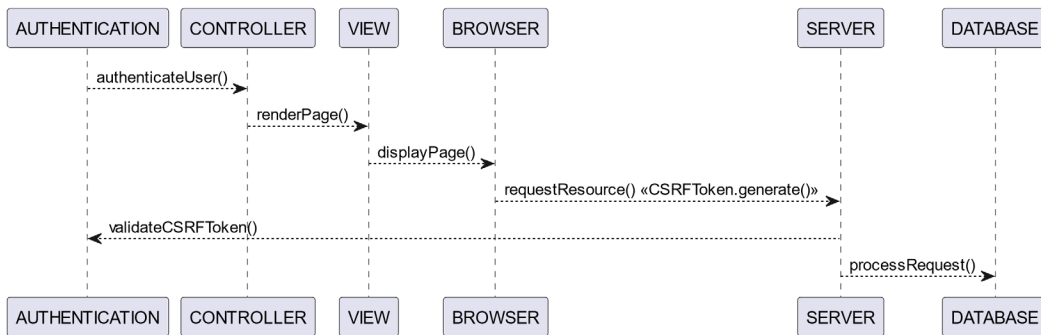 AUTHENTICATION CONTROLLER VIEW BROWSER SERVER DATABASE
authenticateUser()
renderPage()
displayPage()
requestResource() «CSRFToken.generate()»
validateCSRFToken()
processRequest()
AUTHENTICATION CONTROLLER VIEW BROWSER SERVER DATABASE